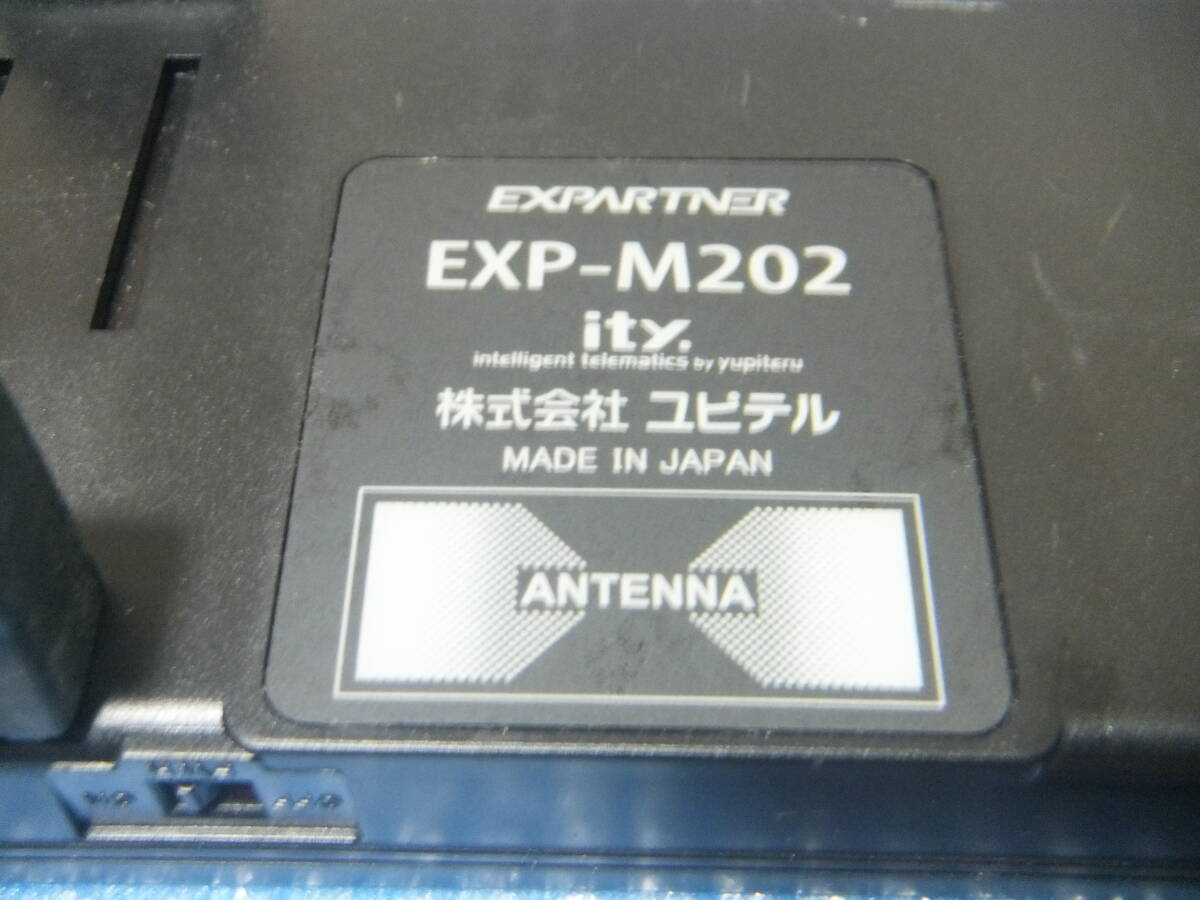 EXPARTNER
EXP-M202
ity.
intelligent telematics by yupiteru
株式会社 ユピテル
MADE IN JAPAN
ANTENNA
OFF